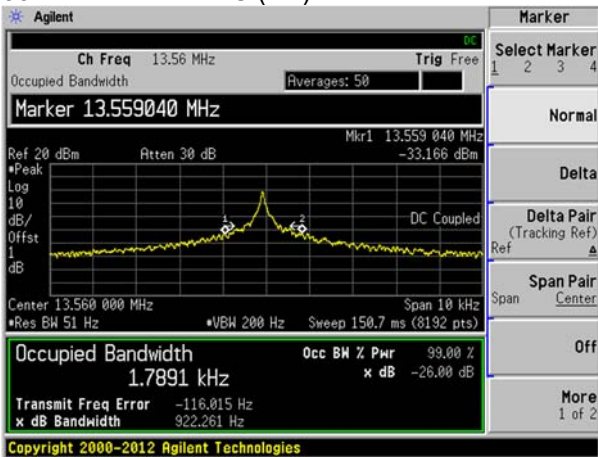 Agilent
Marker
DC
Ch Freq 13.56 MHz Trig Free
Occupied Bandwidth Averages: 50
Marker 13.559040 MHz
Mkr1 13.559 040 MHz
Ref 20 dBm Atten 30 dB -33.166 dBm
#Peak
Log
10
dB/
Offst
1
dB
1 2
DC Coupled
Center 13.560 000 MHz Span 10 kHz
#Res BW 51 Hz #VBW 200 Hz Sweep 150.7 ms (8192 pts)
Occupied Bandwidth Occ BW % Pwr 99.00 %
1.7891 kHz x dB -26.00 dB
Transmit Freq Error -116.015 Hz
x dB Bandwidth 922.261 Hz
Copyright 2000-2012 Agilent Technologies
Select Marker
1 2 3 4
Normal
Delta
Delta Pair
(Tracking Ref)
Ref Δ
Span Pair
Span Center
Off
More
1 of 2